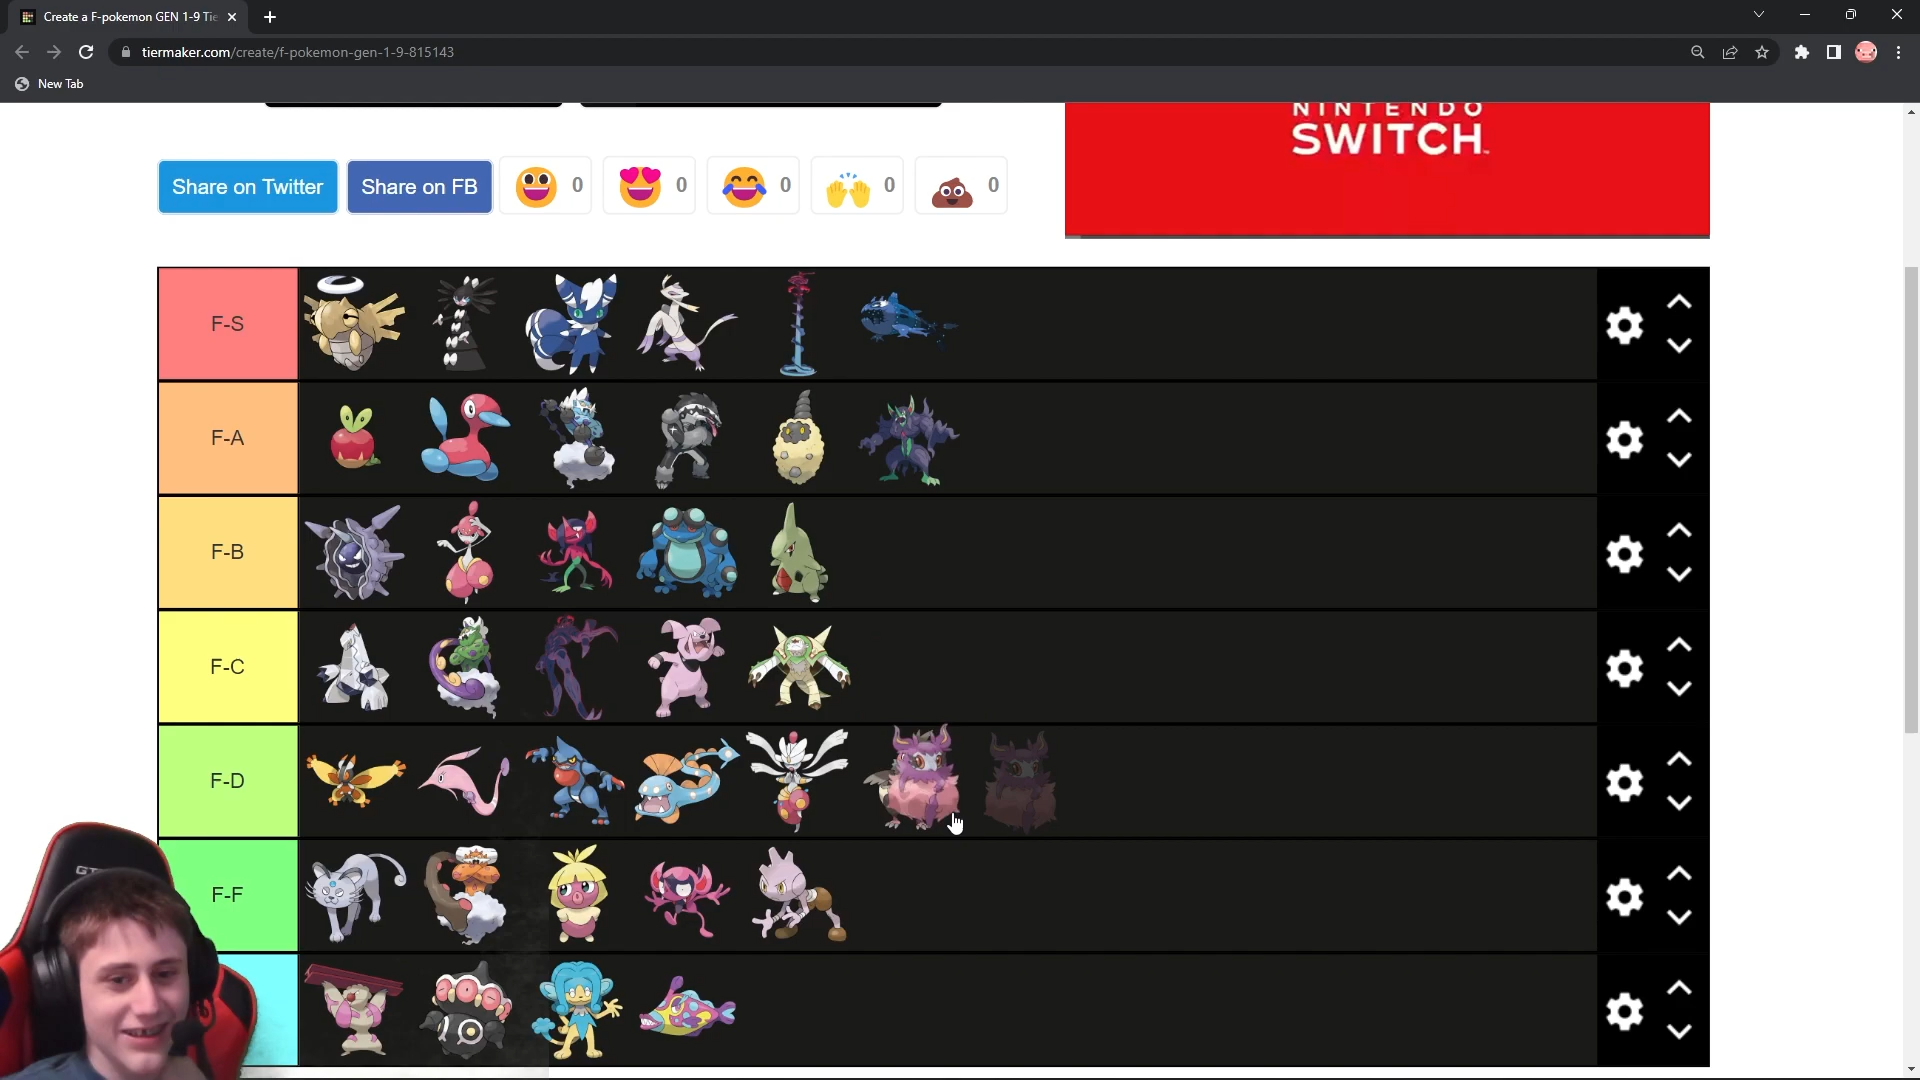 Create a F-pokemon GEN 1-9 Tie
tiermaker.com/create/f-pokemon-gen-1-9-815143
New Tab
NINTENDO
SWITCH
Share on Twitter
Share on FB
0
0
0
0
0
F-S
F-A
F-B
F-C
F-D
F-F
GT